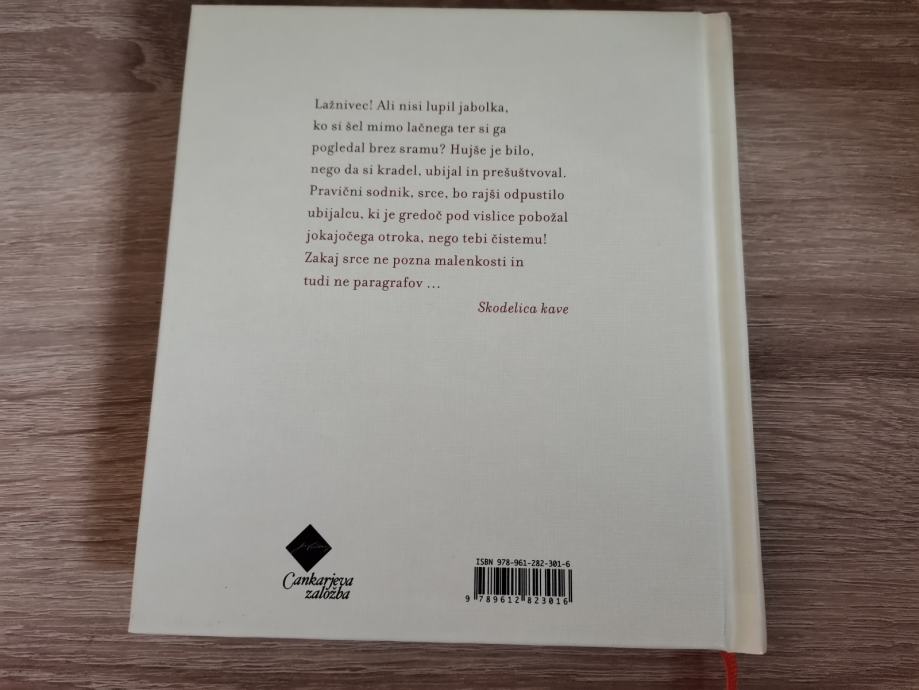 Lažnivec! Ali nisi lupil jabolka,
ko si šel mimo lačnega ter si ga
pogledal brez sramu? Hujše je bilo,
nego da si kradel, ubijal in prešuštvoval.
Pravični sodnik, srce, bo rajši odpustilo
ubijalcu, ki je gredoč pod vislice pobožal
jokajočega otroka, nego tebi čistemu!
Zakaj srce ne pozna malenkosti in
tudi ne paragrafov ...
Skodelica kave
Cankarjeva
založba
ISBN 978-961-282-301-6
9 789612 823016